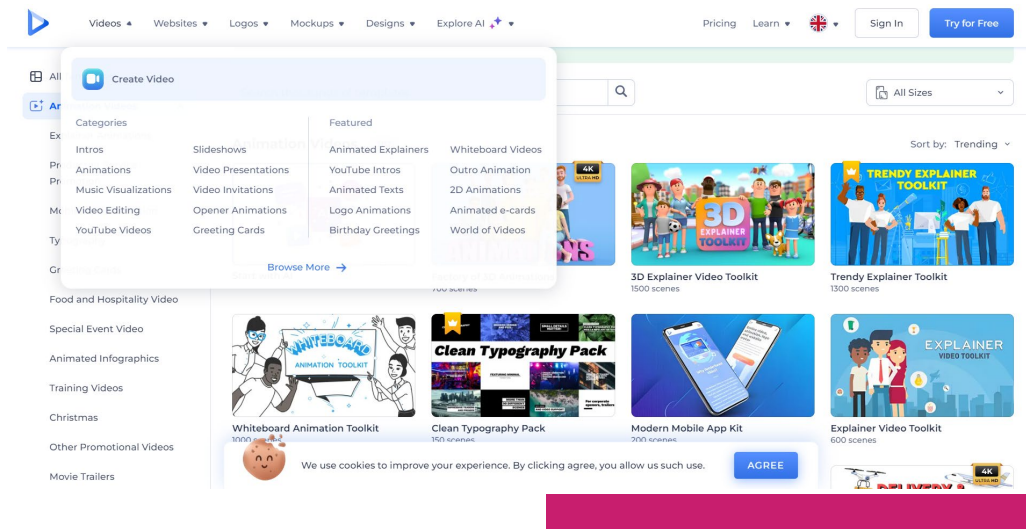 Videos Websites Logos Mockups Designs Explore AI Pricing Learn Sign In Try for Free
Create Video
All Sizes
Categories Featured
Intros Slideshows Animated Explainers Whiteboard Videos
Animations Video Presentations YouTube Intros Outro Animation
Music Visualizations Video Invitations Animated Texts 2D Animations
Video Editing Opener Animations Logo Animations Animated e-cards
YouTube Videos Greeting Cards Birthday Greetings World of Videos
Browse More
Sort by: Trending
4K
ULTRA HD
3D
EXPLAINER
TOOLKIT
TRENDY EXPLAINER
TOOLKIT
700 scenes
3D Explainer Video Toolkit
1500 scenes
Trendy Explainer Toolkit
1300 scenes
Food and Hospitality Video
Special Event Video
Animated Infographics
Training Videos
Christmas
Other Promotional Videos
Movie Trailers
WHITEBOARD
ANIMATION TOOLKIT
Clean Typography Pack
EXPLAINER
VIDEO TOOLKIT
Whiteboard Animation Toolkit
1000 scenes
Clean Typography Pack
150 scenes
Modern Mobile App Kit
200 scenes
Explainer Video Toolkit
600 scenes
We use cookies to improve your experience. By clicking agree, you allow us such use.
AGREE
4K
ULTRA HD
DELIVERY &